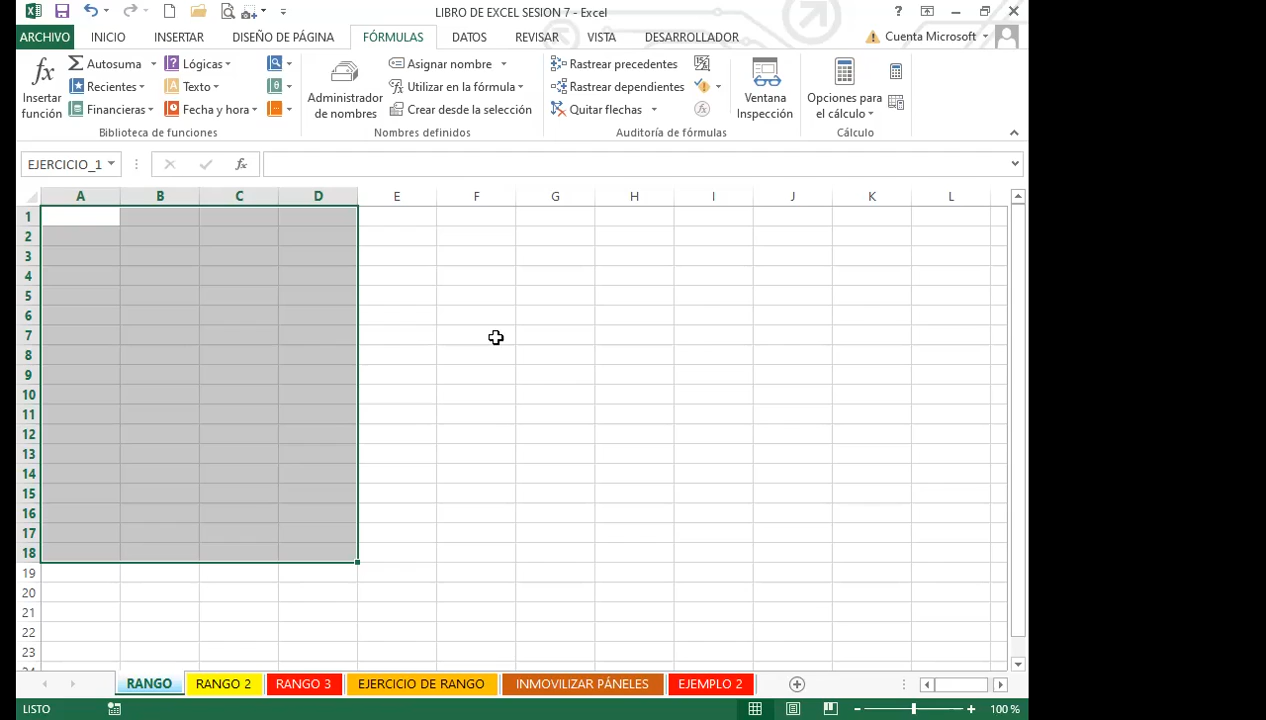 LIBRO DE EXCEL SESION 7 - Excel
?
ARCHIVO INICIO INSERTAR DISEÑO DE PÁGINA FÓRMULAS DATOS REVISAR VISTA DESARROLLADOR Cuenta Microsoft
fx Insertar función
Σ Autosuma
Recientes
Financieras
? Lógicas
A Texto
Fecha y hora
θ
Biblioteca de funciones
Administrador de nombres
Asignar nombre
fx Utilizar en la fórmula
Crear desde la selección
Nombres definidos
Rastrear precedentes
Rastrear dependientes
Quitar flechas
fx
Ventana Inspección
Auditoría de fórmulas
Opciones para el cálculo
Cálculo
EJERCICIO_1 fx
A B C D E F G H I J K L
1
2
3
4
5
6
7
8
9
10
11
12
13
14
15
16
17
18
19
20
21
22
23
24
RANGO RANGO 2 RANGO 3 EJERCICIO DE RANGO INMOVILIZAR PÁNELES EJEMPLO 2
LISTO 100 %